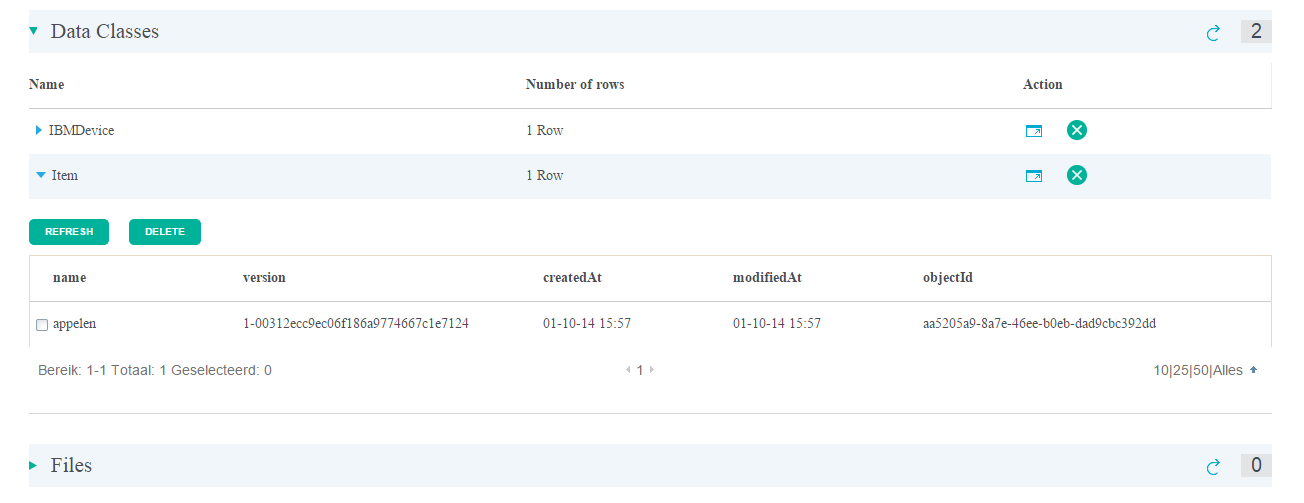 Data Classes 2
Name Number of rows Action
IBMDevice 1 Row
Item 1 Row
REFRESH DELETE
name version createdAt modifiedAt objectId
appelen 1-00312ecc9ec06f186a9774667c1e7124 01-10-14 15:57 01-10-14 15:57 aa5205a9-8a7e-46ee-b0eb-dad9cbc392dd
Bereik: 1-1 Totaal: 1 Geselecteerd: 0 1 10|25|50|Alles
Files 0